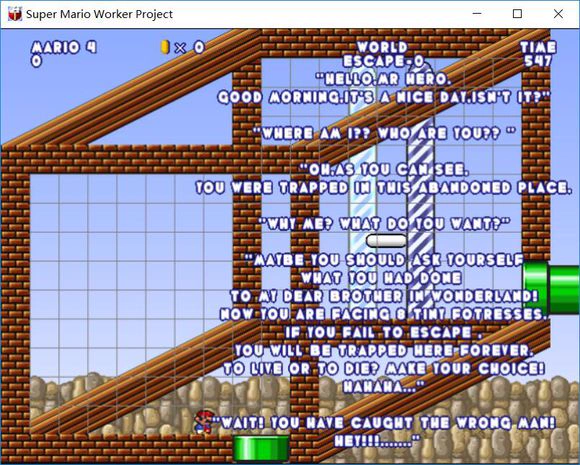 Super Mario Worker Project
MARIO 4
0
× 0
WORLD
ESCAPE-0
TIME
547
"HELLO.MR HERO.
GOOD MORNING.IT'S A NICE DAY.ISN'T IT?"
"WHERE AM I?? WHO ARE YOU?? "
"OH.AS YOU CAN SEE.
YOU WERE TRAPPED IN THIS ABANDONED PLACE.
"WHY ME? WHAT DO YOU WANT?"
"MAYBE YOU SHOULD ASK YOURSELF
WHAT YOU HAD DONE
TO MY DEAR BROTHER IN WONDERLAND!
NOW YOU ARE FACING 8 TINY FOTRESSES.
IF YOU FAIL TO ESCAPE .
YOU WILL BE TRAPPED HERE FOREVER.
TO LIVE OR TO DIE? MAKE YOUR CHOICE!
HAHAHA..."
"WAIT! YOU HAVE CAUGHT THE WRONG MAN!
HEY!!!......"